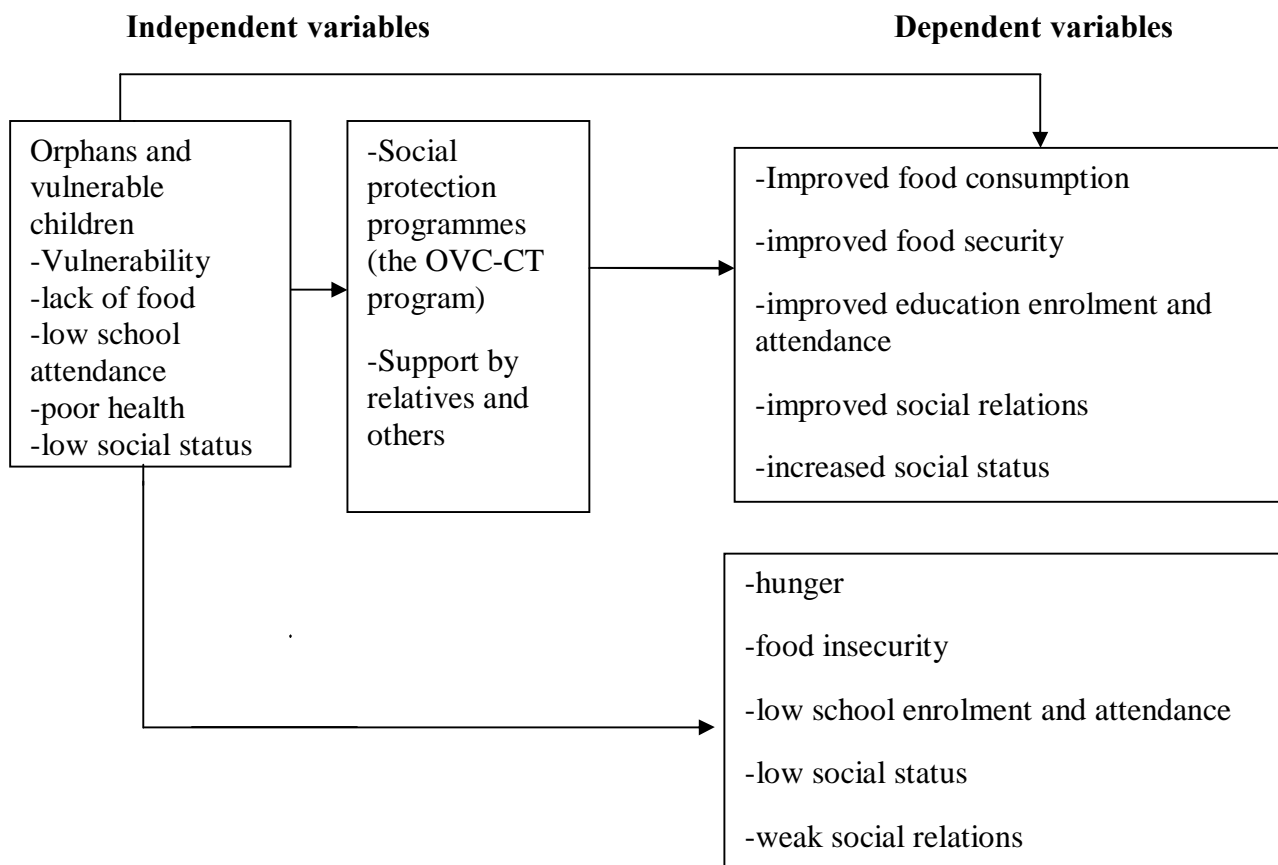 Independent variables
Dependent variables
Orphans and
vulnerable
children
-Vulnerability
-lack of food
-low school
attendance
-poor health
-low social status
-Social
protection
programmes
(the OVC-CT
program)
-Support by
relatives and
others
-Improved food consumption
-improved food security
-improved education enrolment and
attendance
-improved social relations
-increased social status
-hunger
-food insecurity
-low school enrolment and attendance
-low social status
-weak social relations